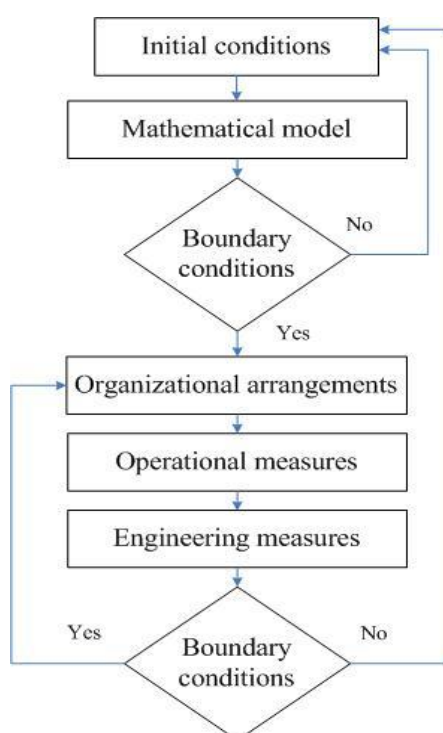 Initial conditions
Mathematical model
No
Boundary
conditions
Yes
Organizational arrangements
Operational measures
Engineering measures
Yes
No
Boundary
conditions